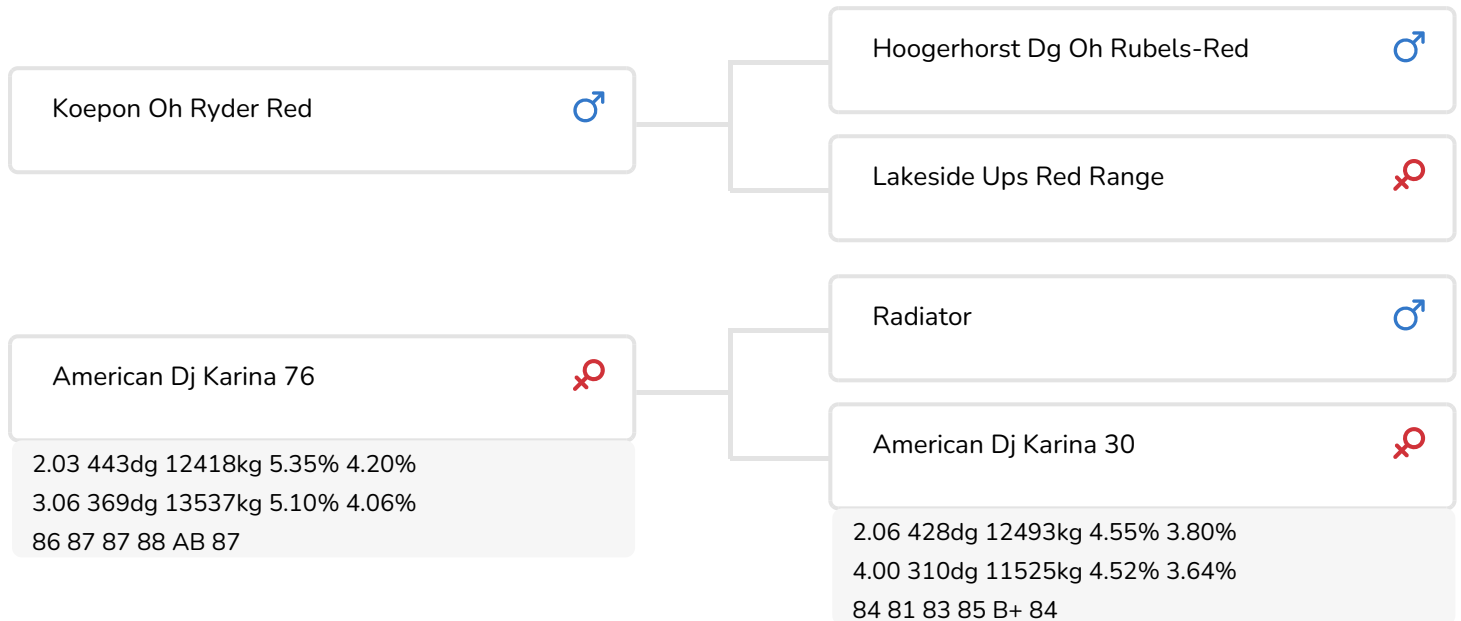 Koepon Oh Ryder Red
Hoogerhorst Dg Oh Rubels-Red
Lakeside Ups Red Range
American Dj Karina 76
2.03 443dg 12418kg 5.35% 4.20%
3.06 369dg 13537kg 5.10% 4.06%
86 87 87 88 AB 87
Radiator
American Dj Karina 30
2.06 428dg 12493kg 4.55% 3.80%
4.00 310dg 11525kg 4.52% 3.64%
84 81 83 85 B+ 84